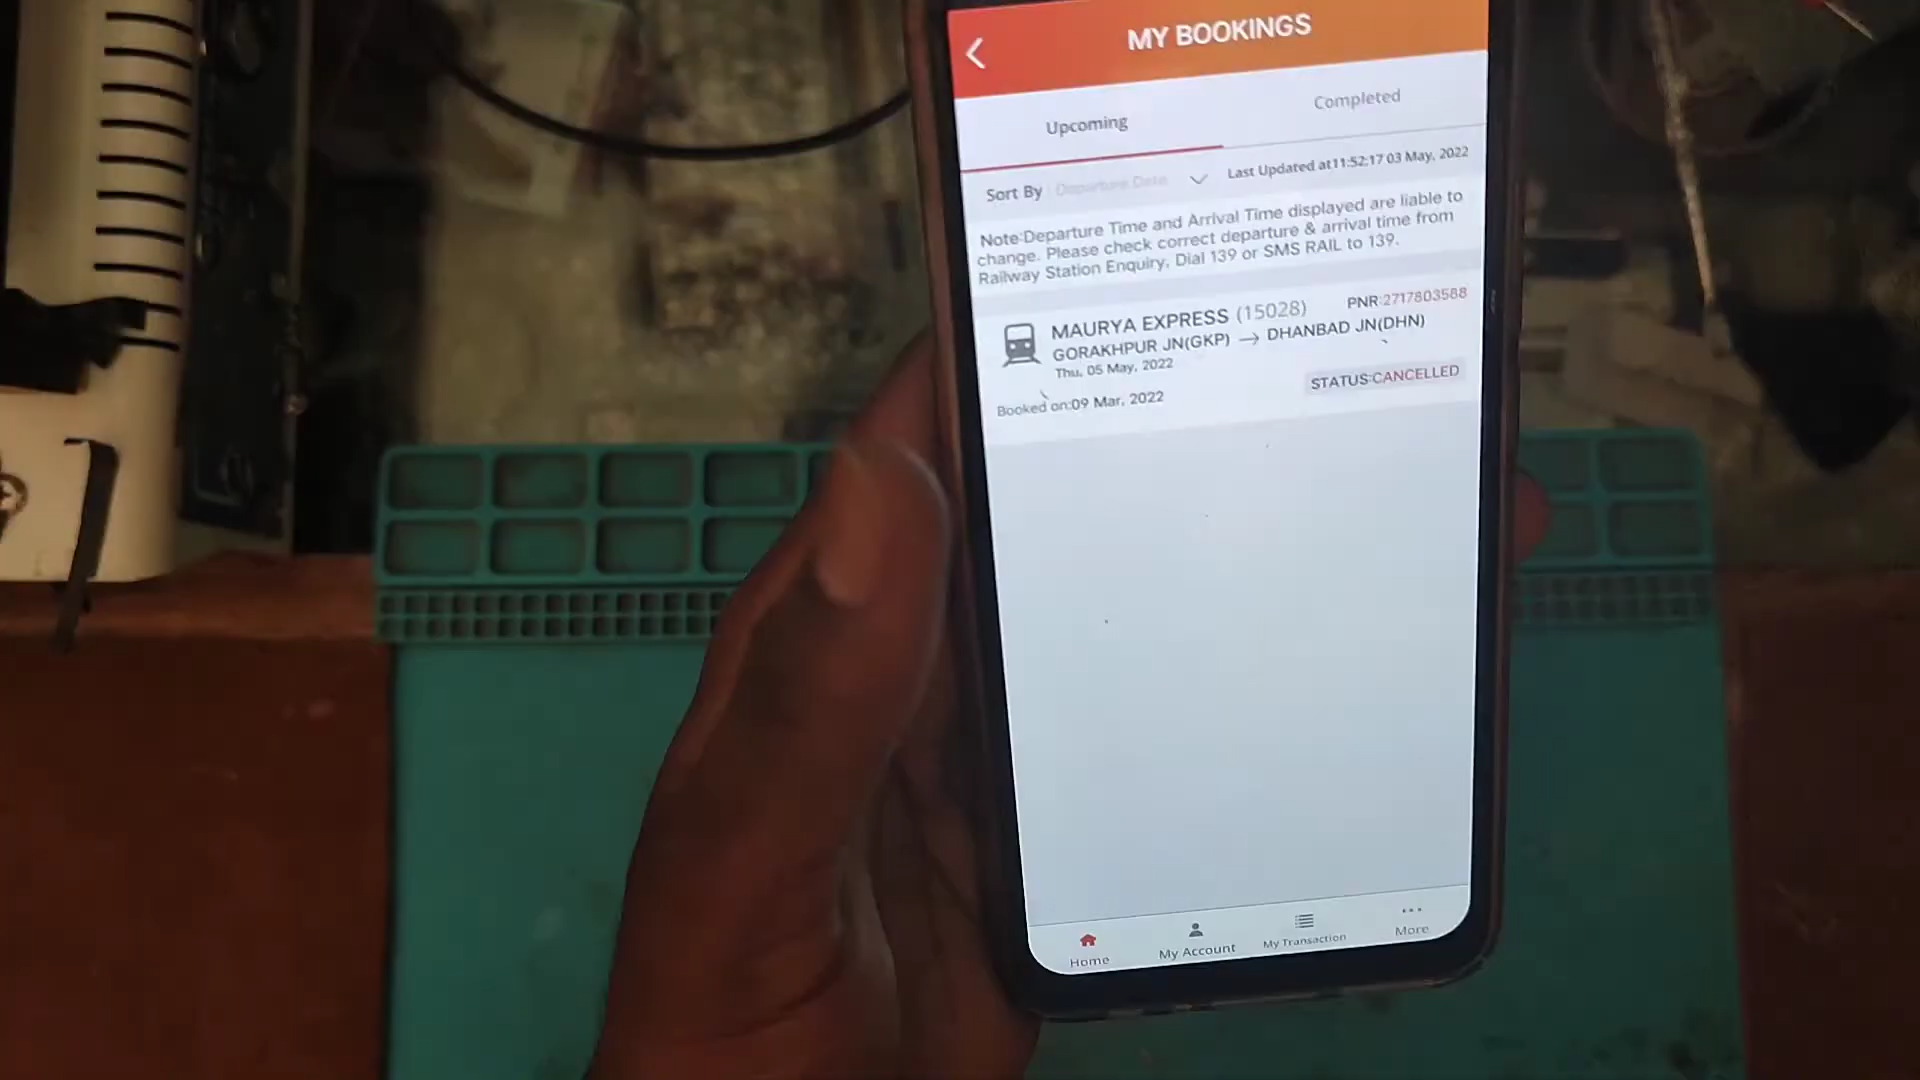 MY BOOKINGS
Upcoming
Completed
Sort By Departure Date
Last Updated at11:52:17 03 May, 2022
Note:Departure Time and Arrival Time displayed are liable to
change. Please check correct departure & arrival time from
Railway Station Enquiry, Dial 139 or SMS RAIL to 139.
MAURYA EXPRESS (15028)
PNR:2717803588
GORAKHPUR JN(GKP) → DHANBAD JN(DHN)
Thu, 05 May, 2022
STATUS:CANCELLED
Booked on:09 Mar, 2022
Home
My Account
My Transaction
More